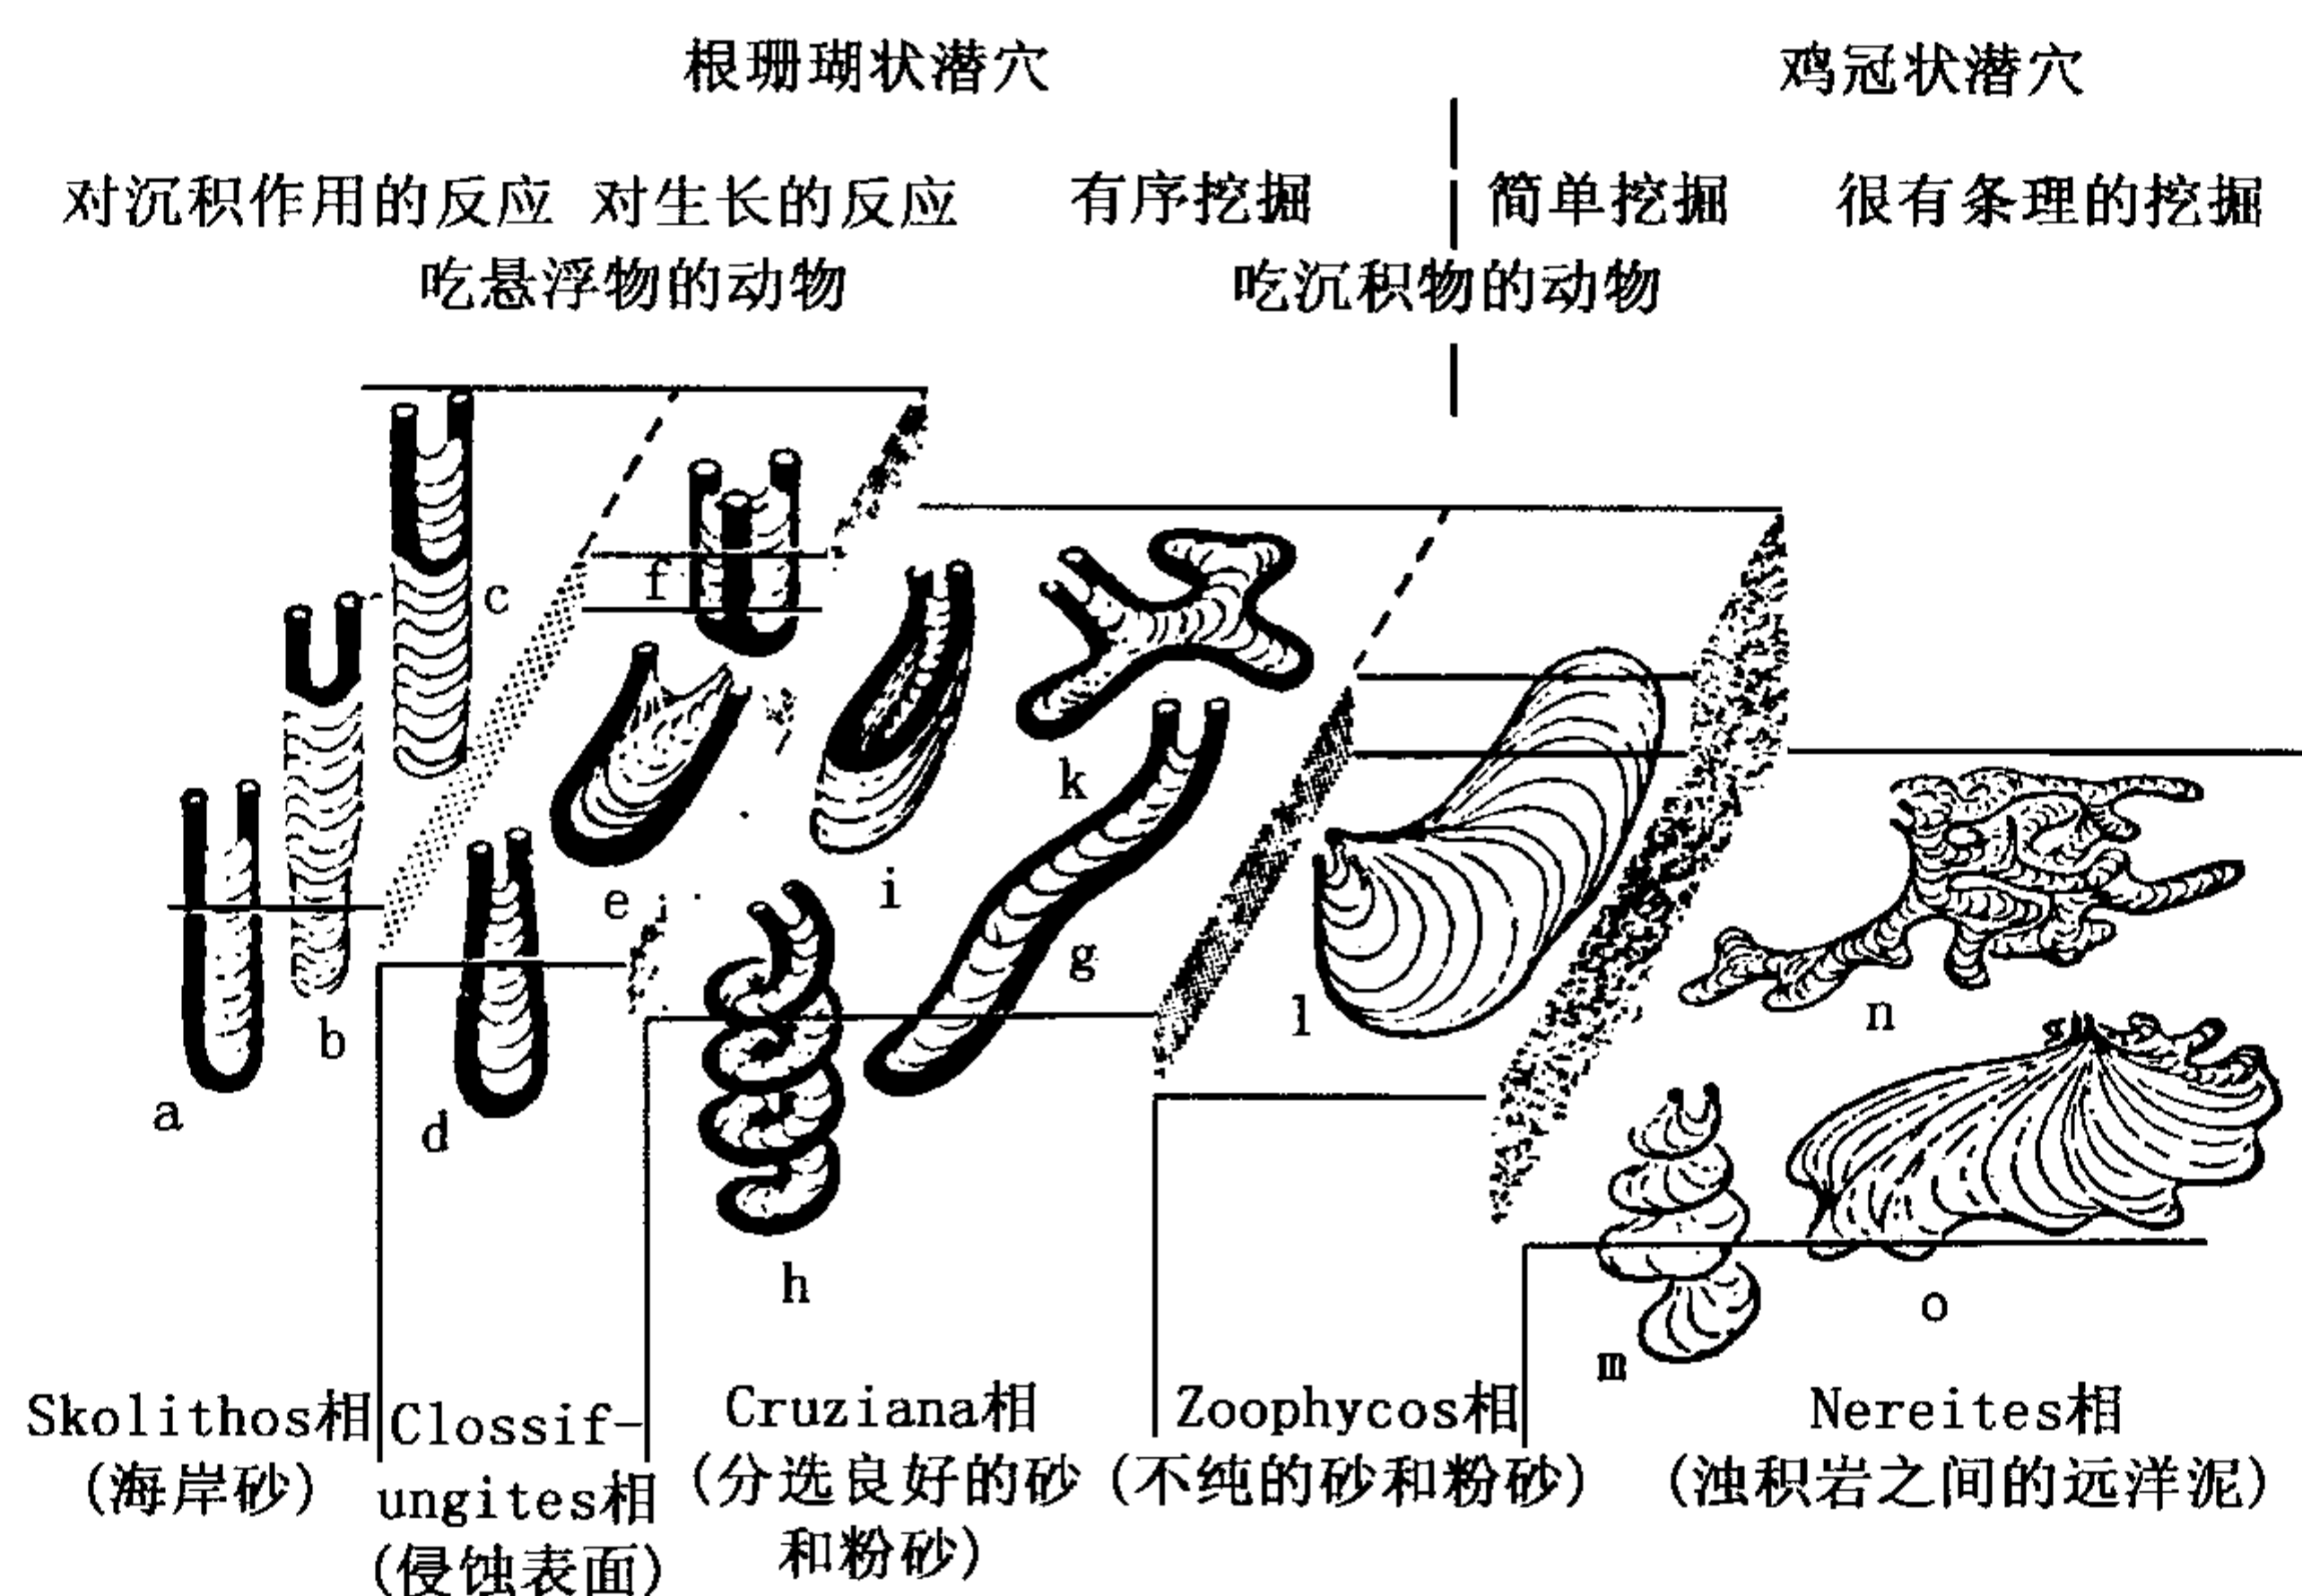 根珊瑚状潜穴 鸡冠状潜穴
对沉积作用的反应 对生长的反应 有序挖掘 简单挖掘 很有条理的挖掘
吃悬浮物的动物 吃沉积物的动物
c
f
k
e
i
g
b
l
n
a
d
h
o
m
Skolithos相
(海岸砂)
Clossif-
ungites相
(侵蚀表面)
Cruziana相
(分选良好的砂
和粉砂)
Zoophycos相
(不纯的砂和粉砂)
Nereites相
(浊积岩之间的远洋泥)